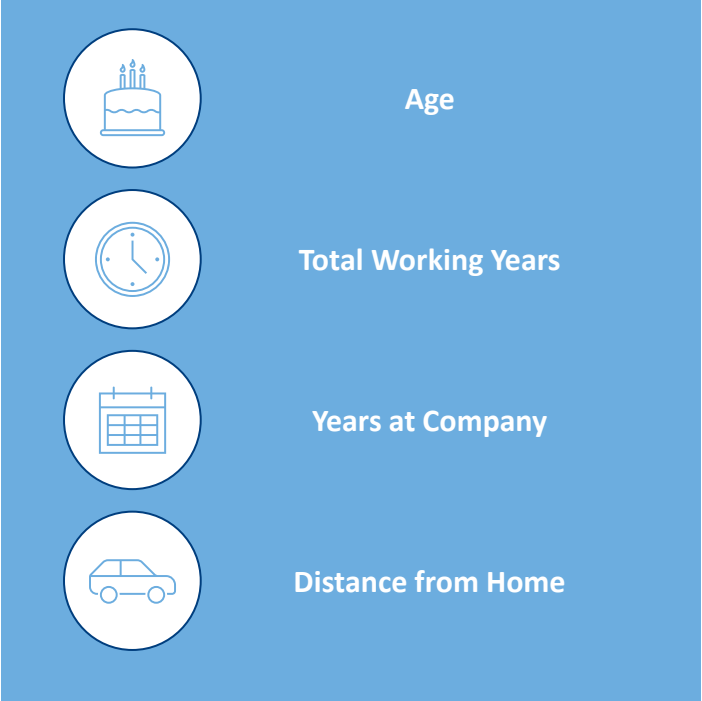 Age
Total Working Years
Years at Company
Distance from Home